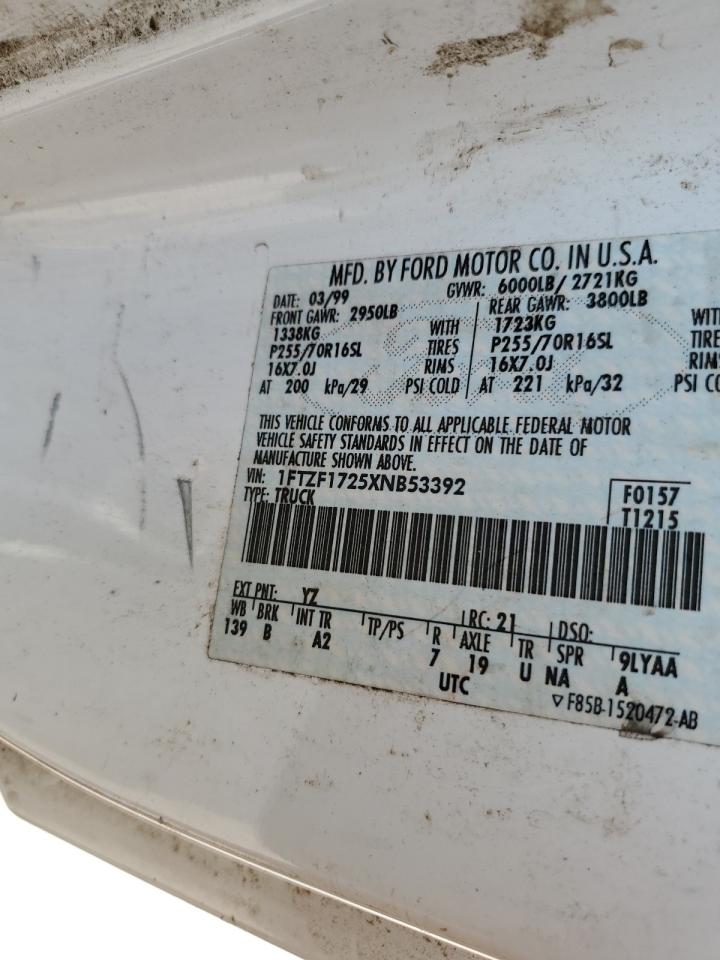 MFD. BY FORD MOTOR CO. IN U.S.A.
DATE: 03/99 GVWR: 6000LB/ 2721KG
FRONT GAWR: 2950LB REAR GAWR: 3800LB
1338KG WITH 1723KG WITH
P255/70R16SL TIRES P255/70R16SL TIRES
16X7.0J RIMS 16X7.0J RIMS
AT 200 kPa/29 PSI COLD AT 221 kPa/32 PSI CO
THIS VEHICLE CONFORMS TO ALL APPLICABLE FEDERAL MOTOR
VEHICLE SAFETY STANDARDS IN EFFECT ON THE DATE OF
MANUFACTURE SHOWN ABOVE.
VIN: 1FTZF1725XNB53392 F0157
TYPE: TRUCK T1215
EXT PNT: YZ RC: 21 DSO:
WB BRK INT TR TP/PS R AXLE TR SPR 9LYAA
139 B A2 7 19 U NA A
UTC
▽F85B-1520472-AB